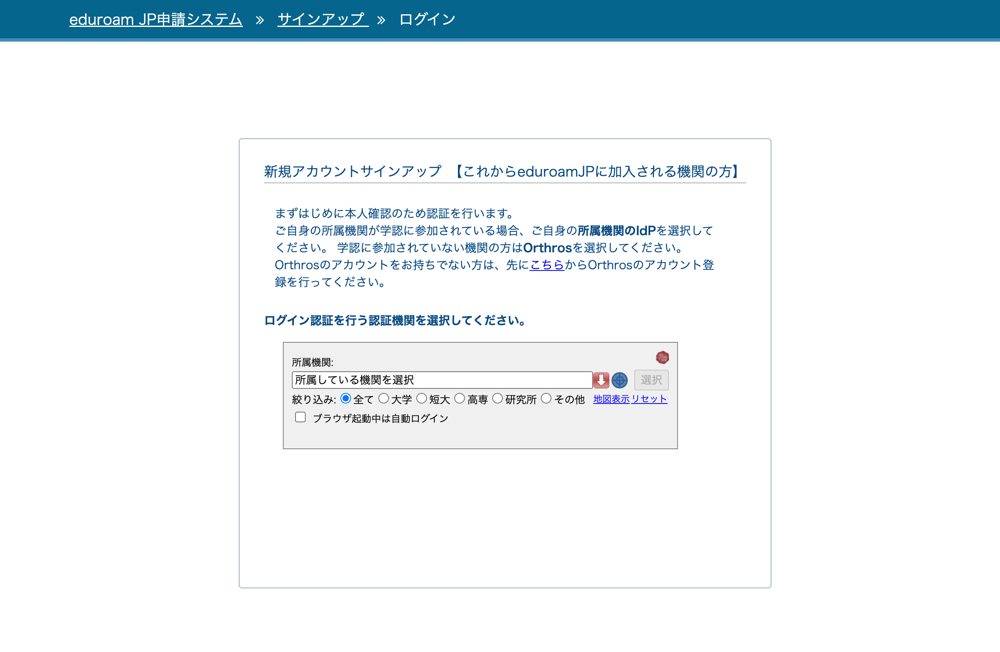 eduroam JP申請システム » サインアップ » ログイン
新規アカウントサインアップ 【これからeduroamJPに加入される機関の方】
まずはじめに本人確認のため認証を行います。
ご自身の所属機関が学認に参加されている場合、ご自身の所属機関のIdPを選択して
ください。 学認に参加されていない機関の方はOrthrosを選択してください。
Orthrosのアカウントをお持ちでない方は、先にこちらからOrthrosのアカウント登
録を行ってください。
ログイン認証を行う認証機関を選択してください。
所属機関:
所属している機関を選択 選択
絞り込み: 全て 大学 短大 高専 研究所 その他 地図表示 リセット
ブラウザ起動中は自動ログイン